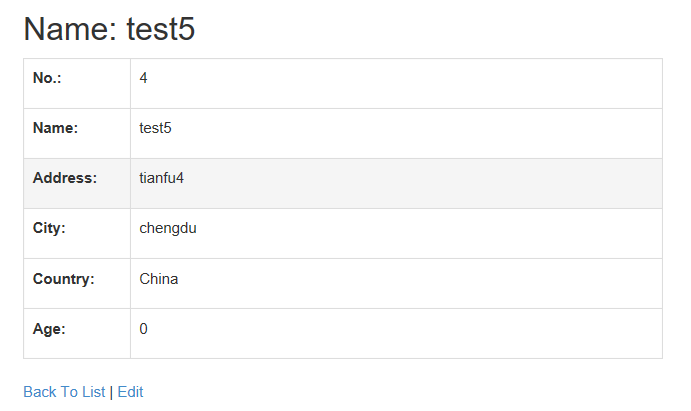 Name: test5
No.: 4
Name: test5
Address: tianfu4
City: chengdu
Country: China
Age: 0
Back To List | Edit